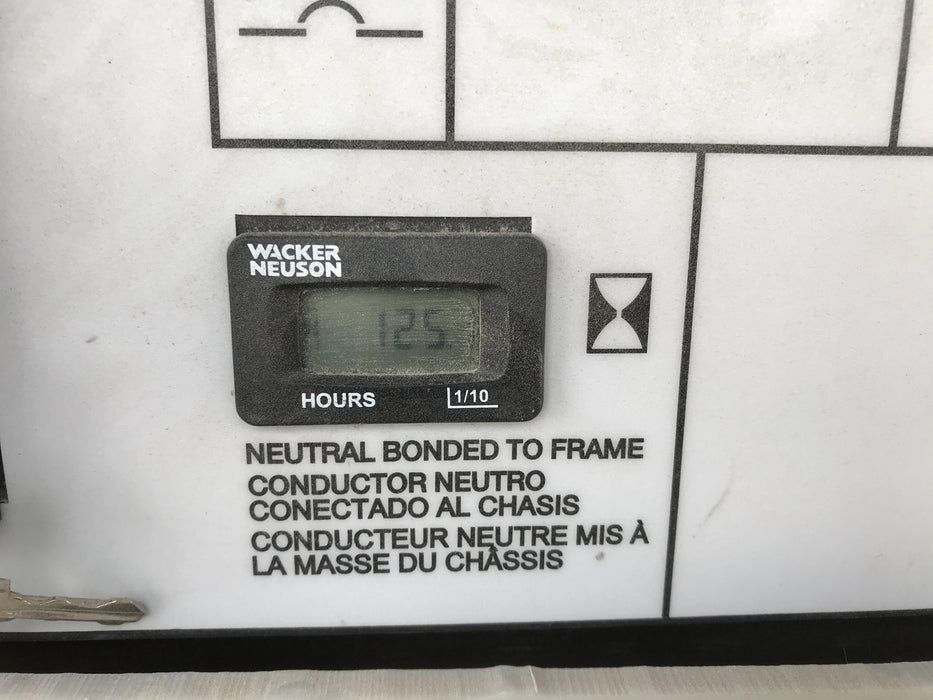 WACKER
NEUSON
125
HOURS 1/10
NEUTRAL BONDED TO FRAME
CONDUCTOR NEUTRO
CONECTADO AL CHASIS
CONDUCTEUR NEUTRE MIS À
LA MASSE DU CHÂSSIS